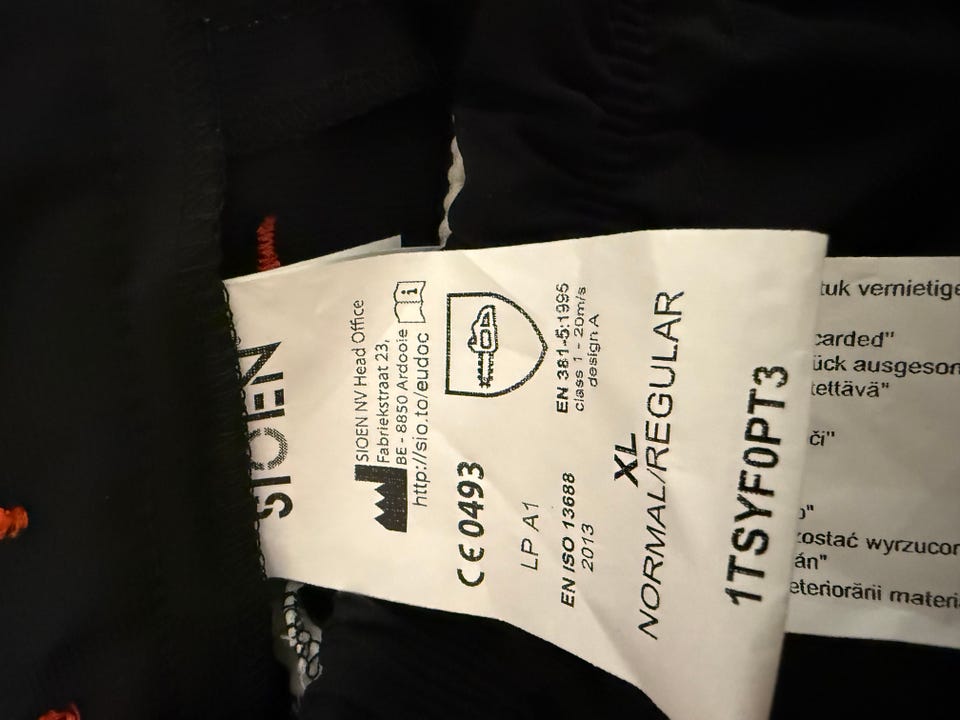 SIOEN
SIOEN NV Head Office
Fabriekstraat 23,
BE - 8850 Ardooie
http://sio.to/eudoc
i
CE 0493
LP A1
EN ISO 13688
2013
EN 381-5:1995
class 1 - 20m/s
design A
XL
NORMAL/REGULAR
1TSYF0PT3
tuk vernietige
carded"
ück ausgeson
tettävä"
či"
zostać wyrzucon
án"
eteriorării materia